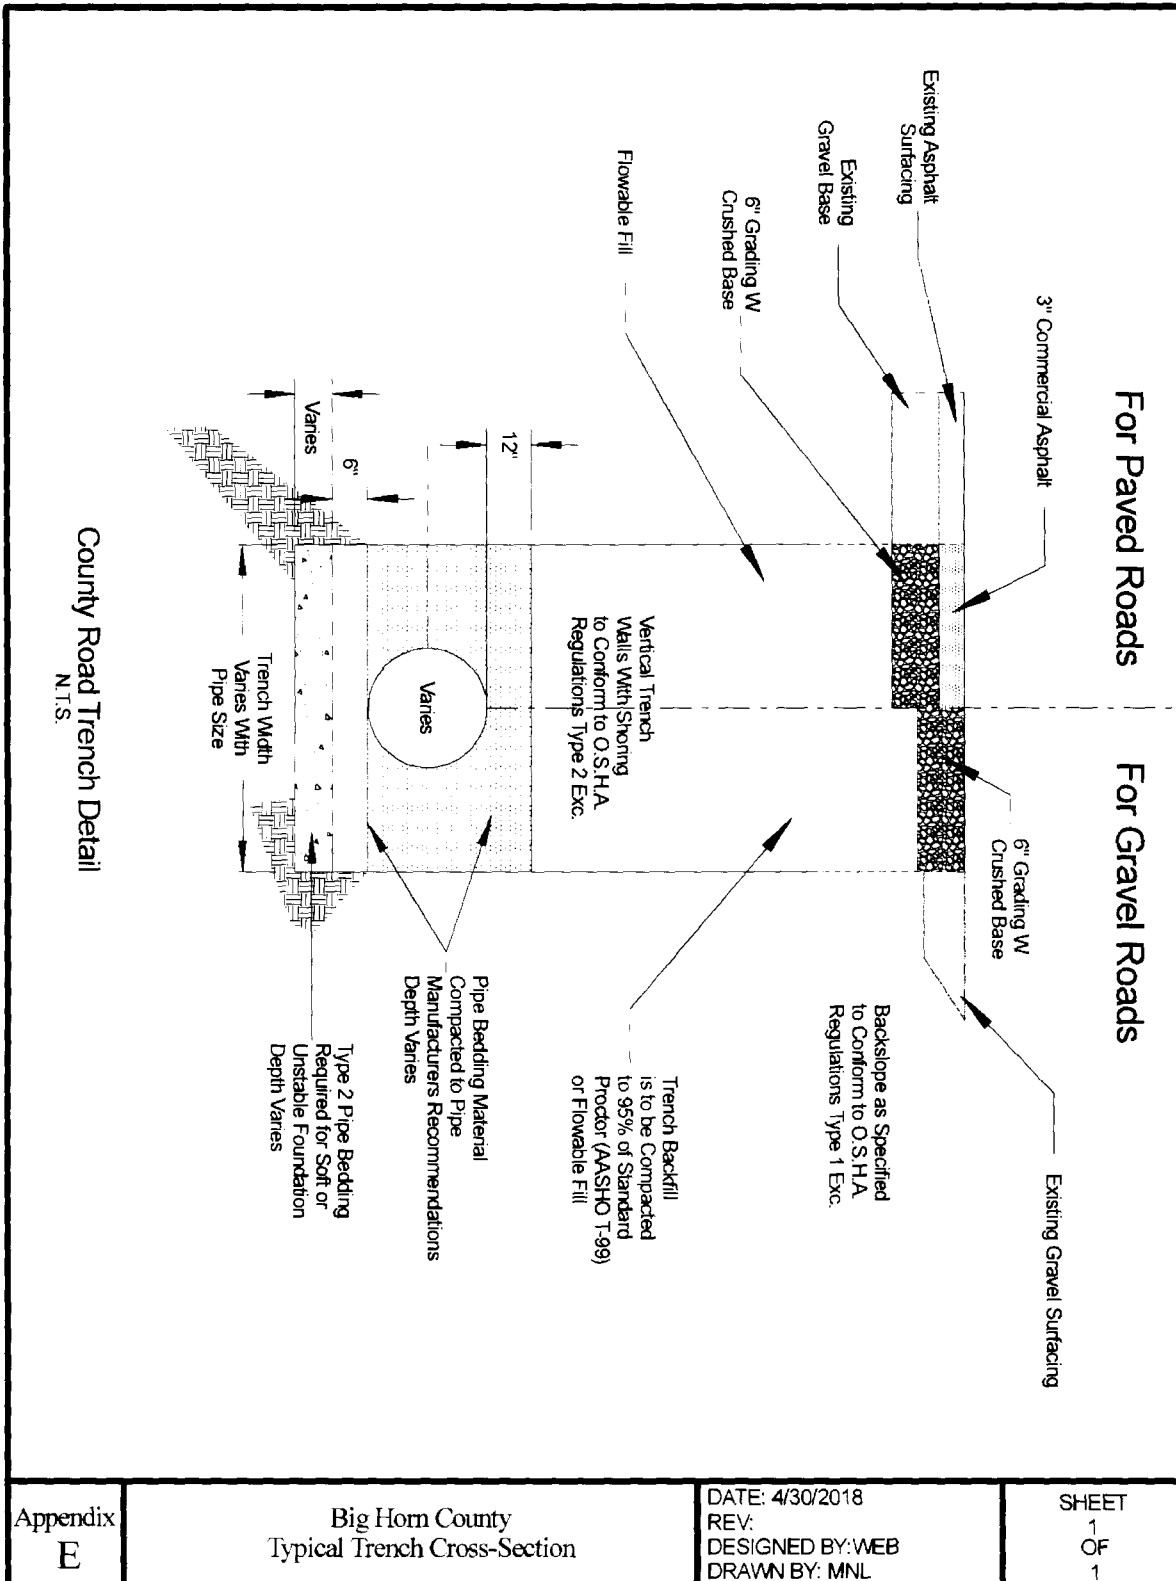 For Paved Roads
For Gravel Roads
3" Commercial Asphalt
Existing Asphalt
Surfacing
Existing
Gravel Base
6" Grading W
Crushed Base
Flowable Fill
6" Grading W
Crushed Base
Existing Gravel Surfacing
Backslope as Specified
to Conform to O.S.H.A
Regulations Type 1 Exc.
Vertical Trench
Walls With Shoring
to Conform to O.S.H.A.
Regulations Type 2 Exc.
Trench Backfill
is to be Compacted
to 95% of Standard
Proctor (AASHO T-99)
or Flowable Fill
12"
Varies
6"
Varies
Pipe Bedding Material
Compacted to Pipe
Manufacturers Recommendations
Depth Varies
Type 2 Pipe Bedding
Required for Soft or
Unstable Foundation
Depth Varies
Trench Width
Varies With
Pipe Size
County Road Trench Detail
N.T.S.
Appendix
E
Big Horn County
Typical Trench Cross-Section
DATE: 4/30/2018
REV:
DESIGNED BY: WEB
DRAWN BY: MNL
SHEET
1
OF
1